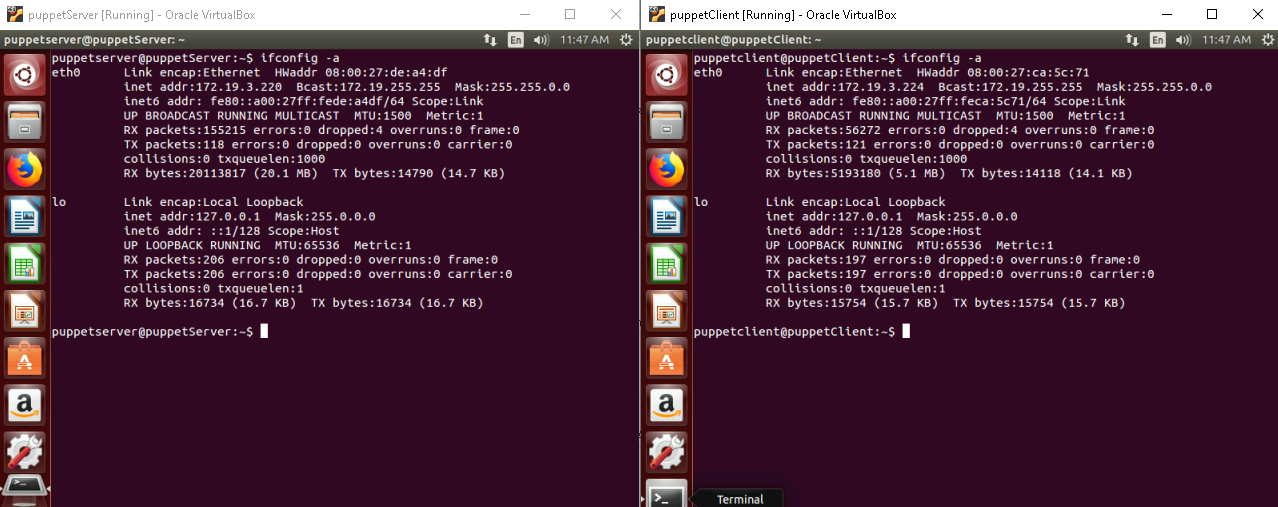 puppetServer [Running] - Oracle VirtualBox
puppetserver@puppetServer: ~
En
11:47 AM
puppetserver@puppetServer:~$ ifconfig -a
eth0      Link encap:Ethernet  HWaddr 08:00:27:de:a4:df
          inet addr:172.19.3.220  Bcast:172.19.255.255  Mask:255.255.0.0
          inet6 addr: fe80::a00:27ff:fede:a4df/64 Scope:Link
          UP BROADCAST RUNNING MULTICAST  MTU:1500  Metric:1
          RX packets:155215 errors:0 dropped:4 overruns:0 frame:0
          TX packets:118 errors:0 dropped:0 overruns:0 carrier:0
          collisions:0 txqueuelen:1000
          RX bytes:20113817 (20.1 MB)  TX bytes:14790 (14.7 KB)
lo        Link encap:Local Loopback
          inet addr:127.0.0.1  Mask:255.0.0.0
          inet6 addr: ::1/128 Scope:Host
          UP LOOPBACK RUNNING  MTU:65536  Metric:1
          RX packets:206 errors:0 dropped:0 overruns:0 frame:0
          TX packets:206 errors:0 dropped:0 overruns:0 carrier:0
          collisions:0 txqueuelen:1
          RX bytes:16734 (16.7 KB)  TX bytes:16734 (16.7 KB)
puppetserver@puppetServer:~$
puppetClient [Running] - Oracle VirtualBox
puppetclient@puppetClient: ~
En
11:47 AM
puppetclient@puppetClient:~$ ifconfig -a
eth0      Link encap:Ethernet  HWaddr 08:00:27:ca:5c:71
          inet addr:172.19.3.224  Bcast:172.19.255.255  Mask:255.255.0.0
          inet6 addr: fe80::a00:27ff:feca:5c71/64 Scope:Link
          UP BROADCAST RUNNING MULTICAST  MTU:1500  Metric:1
          RX packets:56272 errors:0 dropped:4 overruns:0 frame:0
          TX packets:121 errors:0 dropped:0 overruns:0 carrier:0
          collisions:0 txqueuelen:1000
          RX bytes:5193180 (5.1 MB)  TX bytes:14118 (14.1 KB)
lo        Link encap:Local Loopback
          inet addr:127.0.0.1  Mask:255.0.0.0
          inet6 addr: ::1/128 Scope:Host
          UP LOOPBACK RUNNING  MTU:65536  Metric:1
          RX packets:197 errors:0 dropped:0 overruns:0 frame:0
          TX packets:197 errors:0 dropped:0 overruns:0 carrier:0
          collisions:0 txqueuelen:1
          RX bytes:15754 (15.7 KB)  TX bytes:15754 (15.7 KB)
puppetclient@puppetClient:~$
Terminal